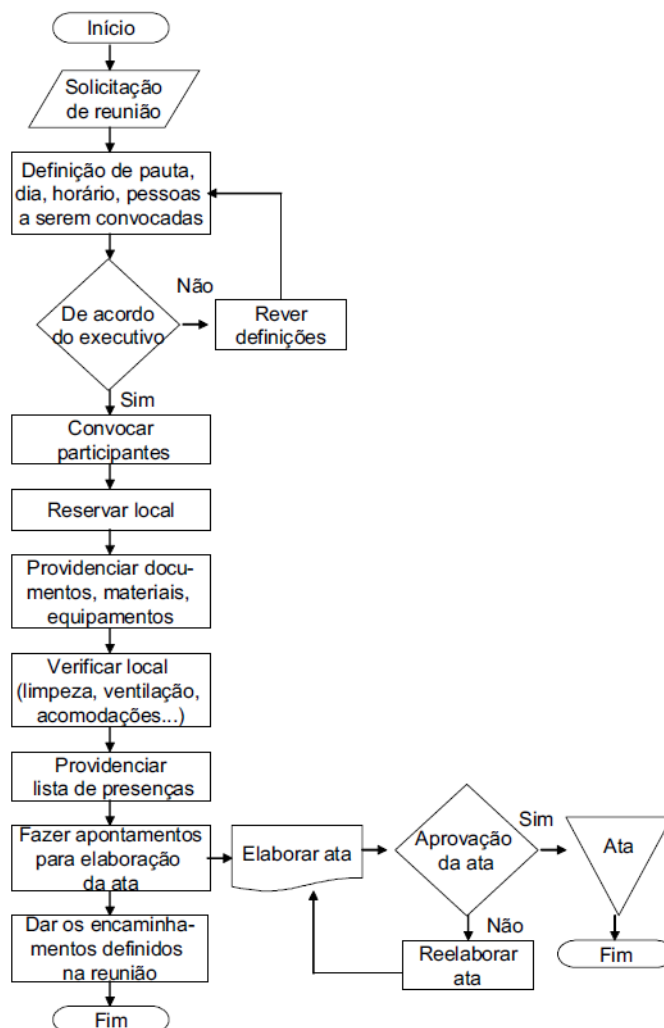 Início
Solicitação
de reunião
Definição de pauta,
dia, horário, pessoas
a serem convocadas
Não
De acordo
do executivo
Rever
definições
Sim
Convocar
participantes
Reservar local
Providenciar docu-
mentos, materiais,
equipamentos
Verificar local
(limpeza, ventilação,
acomodações...)
Providenciar
lista de presenças
Fazer apontamentos
para elaboração
da ata
Elaborar ata
Aprovação
da ata
Sim
Ata
Não
Reelaborar
ata
Fim
Dar os encaminha-
mentos definidos
na reunião
Fim